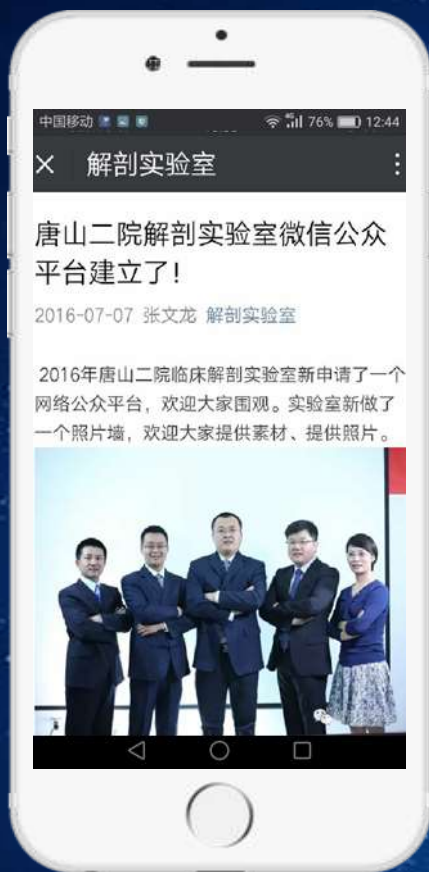 中国移动 4G 76% 12:44
解剖实验室
唐山二院解剖实验室微信公众
平台建立了!
2016-07-07 张文龙 解剖实验室
2016年唐山二院临床解剖实验室新申请了一个
网络公众平台，欢迎大家围观。实验室新做了
一个照片墙，欢迎大家提供素材、提供照片。